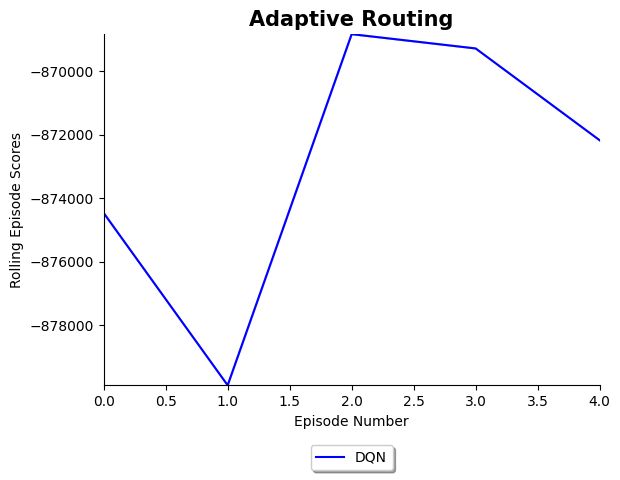 Adaptive Routing
Rolling Episode Scores
−870000
−872000
−874000
−876000
−878000
0.0 0.5 1.0 1.5 2.0 2.5 3.0 3.5 4.0
Episode Number
DQN